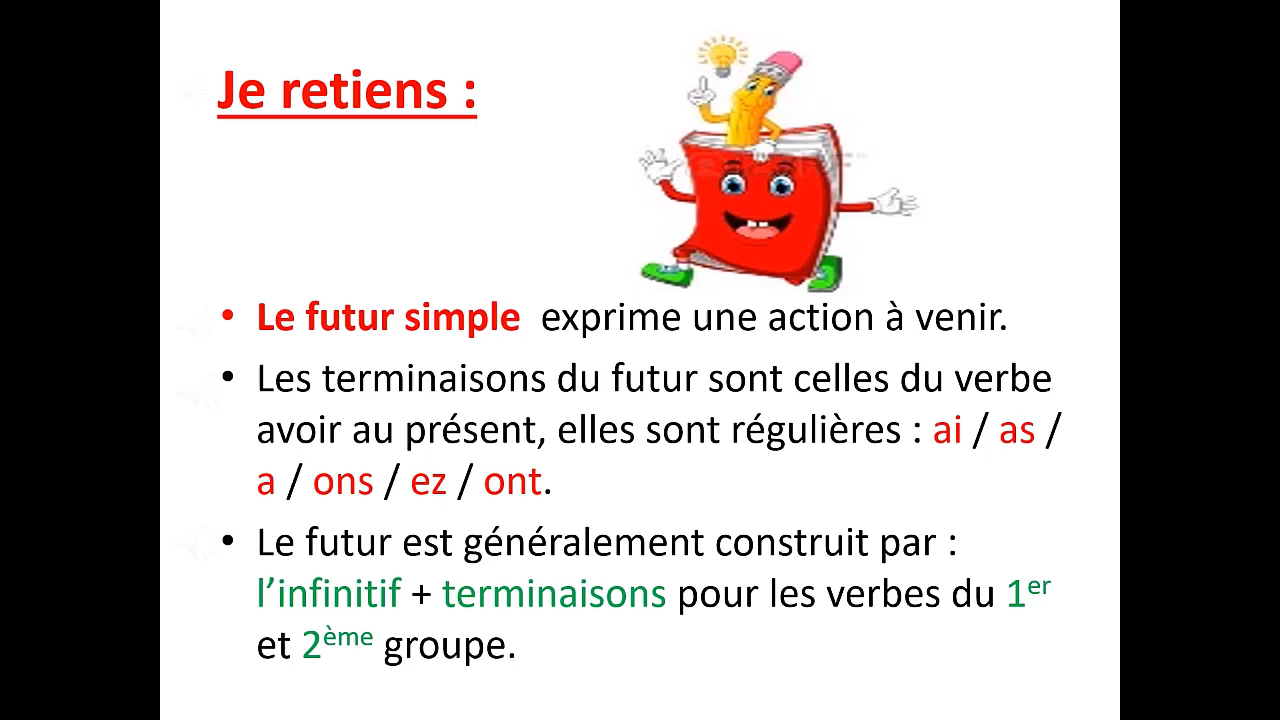 Je retiens :
• Le futur simple exprime une action à venir.
• Les terminaisons du futur sont celles du verbe
avoir au présent, elles sont régulières : ai / as /
a / ons / ez / ont.
• Le futur est généralement construit par :
l’infinitif + terminaisons pour les verbes du 1er
et 2ème groupe.